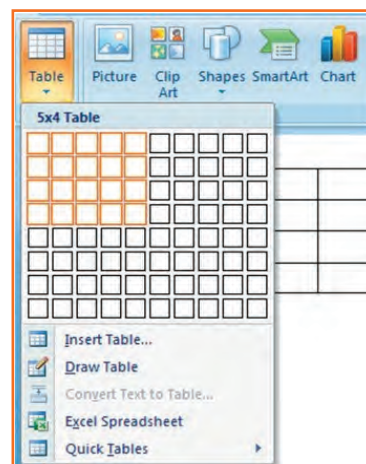 Table Picture Clip Art Shapes SmartArt Chart
5x4 Table
Insert Table...
Draw Table
Convert Text to Table...
Excel Spreadsheet
Quick Tables